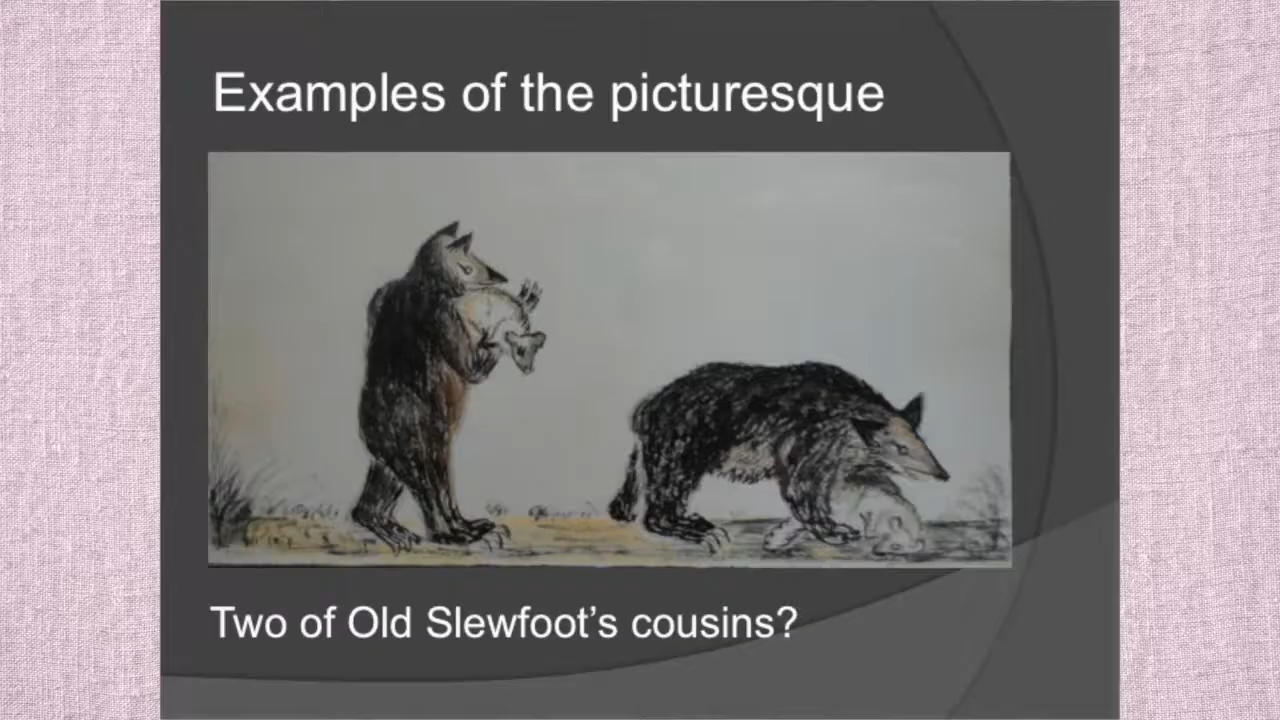 Examples of the picturesque
Two of Old Slewfoot’s cousins?